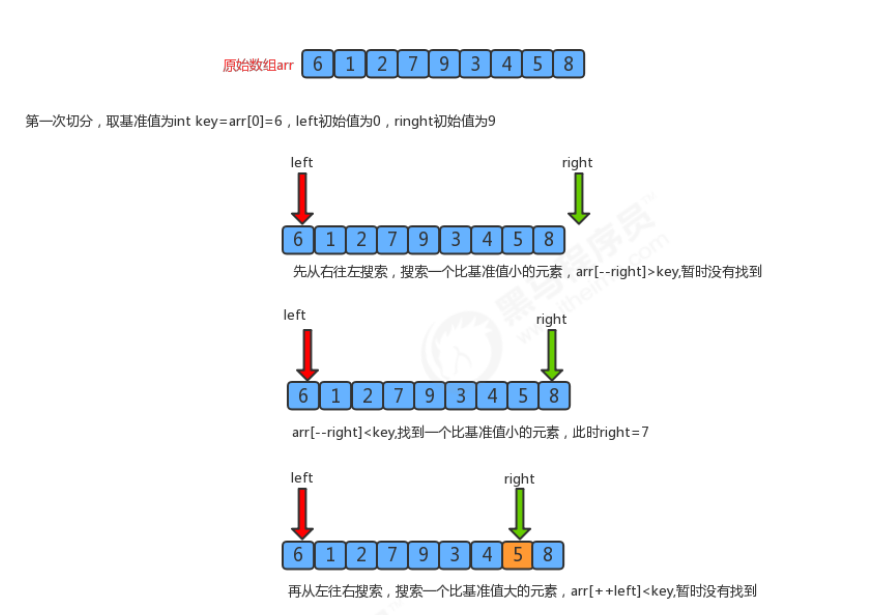 原始数组arr 6 1 2 7 9 3 4 5 8
第一次切分，取基准值为int key=arr[0]=6，left初始值为0，ringht初始值为9
left right
6 1 2 7 9 3 4 5 8
先从右往左搜索，搜索一个比基准值小的元素，arr[--right]>key,暂时没有找到
left right
6 1 2 7 9 3 4 5 8
arr[--right]<key,找到一个比基准值小的元素，此时right=7
left right
6 1 2 7 9 3 4 5 8
再从左往右搜索，搜索一个比基准值大的元素，arr[++left]<key,暂时没有找到
黑马程序员